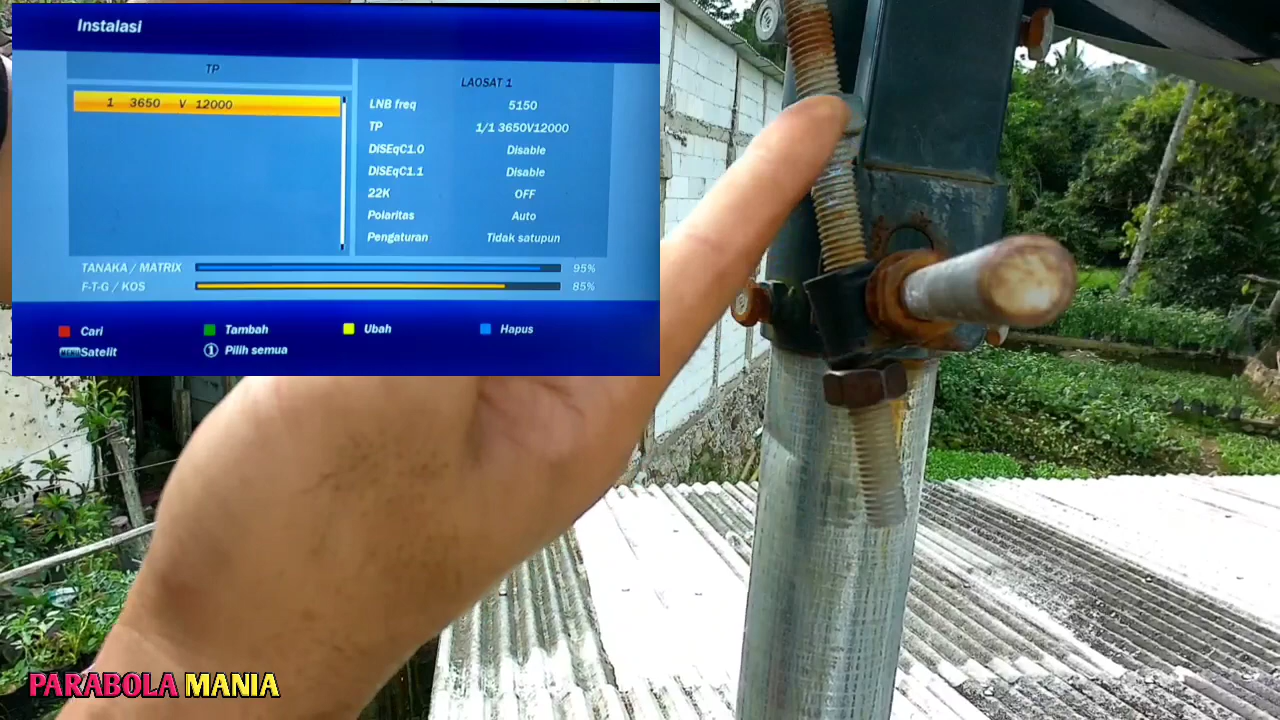 Instalasi
TP
1 3650 V 12000
LAOSAT 1
LNB freq 5150
TP 1/1 3650V12000
DISEqC1.0 Disable
DISEqC1.1 Disable
22K OFF
Polaritas Auto
Pengaturan Tidak satupun
TANAKA / MATRIX 95%
F-T-G / KOS 85%
Cari Tambah Ubah Hapus
MENU Satelit 1 Pilih semua
PARABOLA MANIA